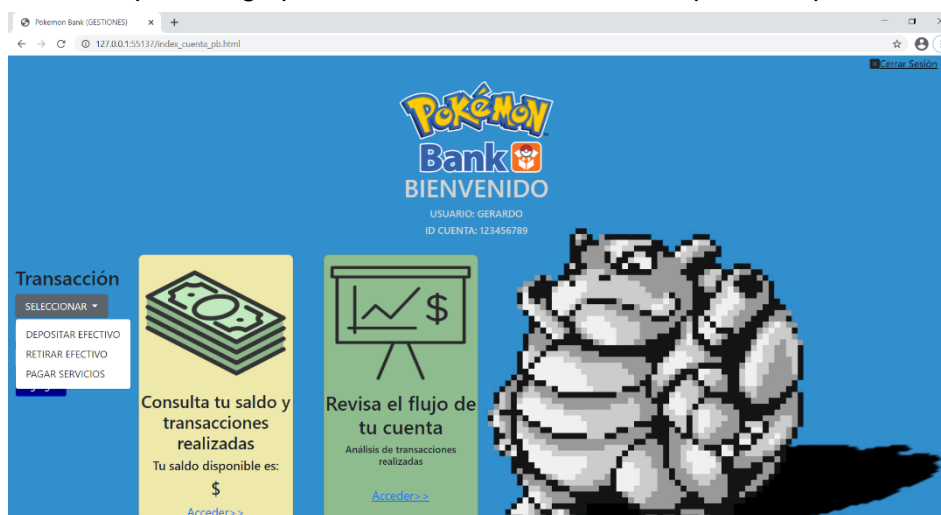 Pokemon Bank (GESTIONES)
127.0.0.1:55137/index_cuenta_pb.html
Cerrar Sesión
POKéMON
Bank
BIENVENIDO
USUARIO: GERARDO
ID CUENTA: 123456789
Transacción
SELECCIONAR
DEPOSITAR EFECTIVO
RETIRAR EFECTIVO
PAGAR SERVICIOS
Consulta tu saldo y
transacciones
realizadas
Tu saldo disponible es:
$
Acceder>>
$
Revisa el flujo de
tu cuenta
Análisis de transacciones
realizadas
Acceder>>